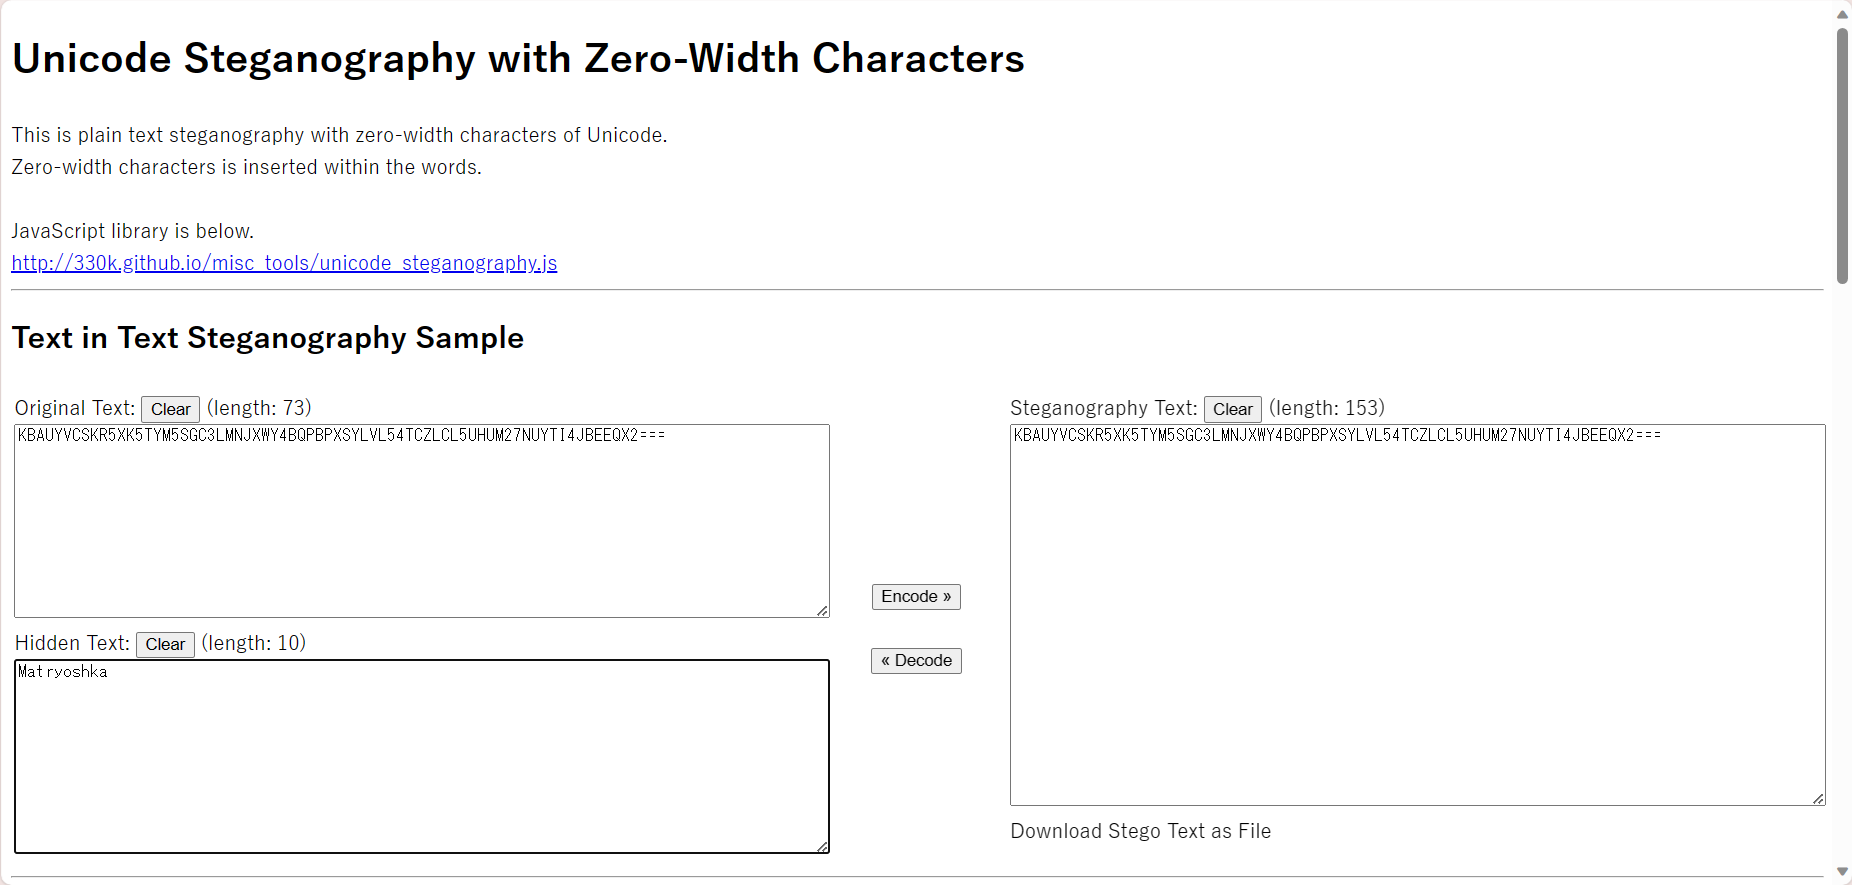 Unicode Steganography with Zero-Width Characters
This is plain text steganography with zero-width characters of Unicode.
Zero-width characters is inserted within the words.
JavaScript library is below.
http://330k.github.io/misc_tools/unicode_steganography.js
Text in Text Steganography Sample
Original Text: Clear (length: 73)
KBAUYVCSKR5XK5TYM5SGC3LMNJXWY4BQPBPXSYLVL54TCZLCL5UHUM27NUYTI4JBEEQX2===
Hidden Text: Clear (length: 10)
Matryoshka
Encode »
« Decode
Steganography Text: Clear (length: 153)
KBAUYVCSKR5XK5TYM5SGC3LMNJXWY4BQPBPXSYLVL54TCZLCL5UHUM27NUYTI4JBEEQX2===
Download Stego Text as File